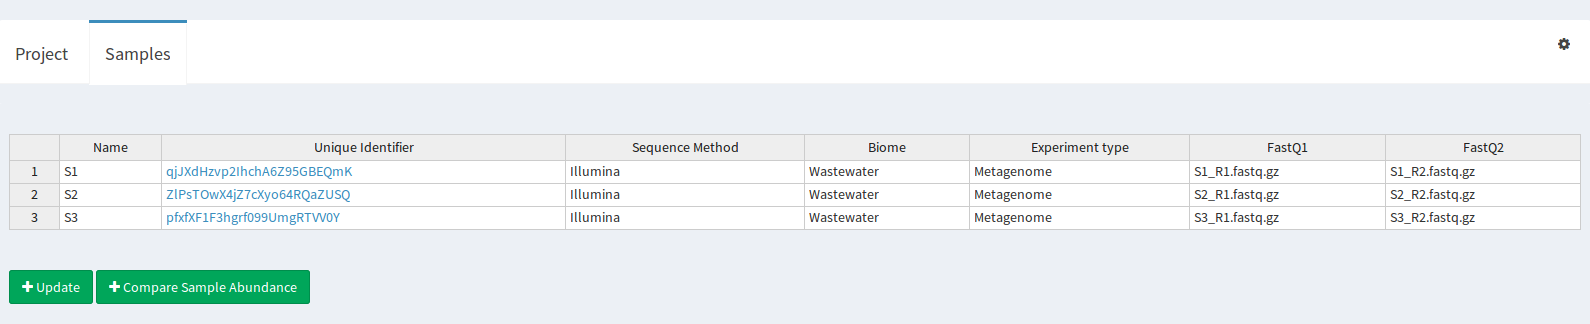 Project Samples
Name Unique Identifier Sequence Method Biome Experiment type FastQ1 FastQ2
1 S1 qjJXdHzvp2IhchA6Z95GBEQmK Illumina Wastewater Metagenome S1_R1.fastq.gz S1_R2.fastq.gz
2 S2 ZlPsTOwX4jZ7cXyo64RQaZUSQ Illumina Wastewater Metagenome S2_R1.fastq.gz S2_R2.fastq.gz
3 S3 pfxfXF1F3hgrf099UmgRTVV0Y Illumina Wastewater Metagenome S3_R1.fastq.gz S3_R2.fastq.gz
Update Compare Sample Abundance